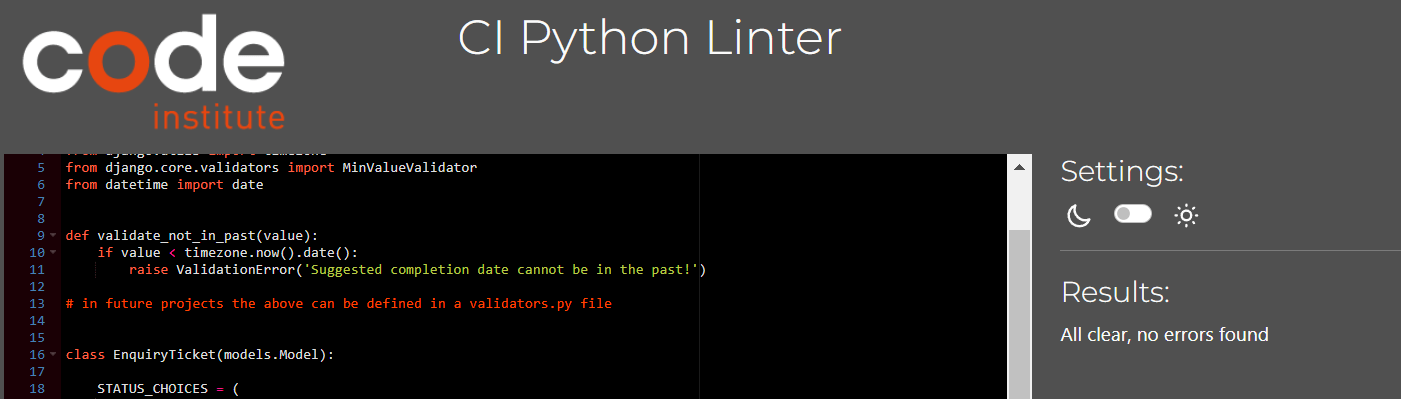 code
institute
CI Python Linter
5 from django.core.validators import MinValueValidator
6 from datetime import date
7
8
9 def validate_not_in_past(value):
10     if value < timezone.now().date():
11         raise ValidationError('Suggested completion date cannot be in the past!')
12
13 # in future projects the above can be defined in a validators.py file
14
15
16 class EnquiryTicket(models.Model):
17
18     STATUS_CHOICES = (
Settings:
Results:
All clear, no errors found